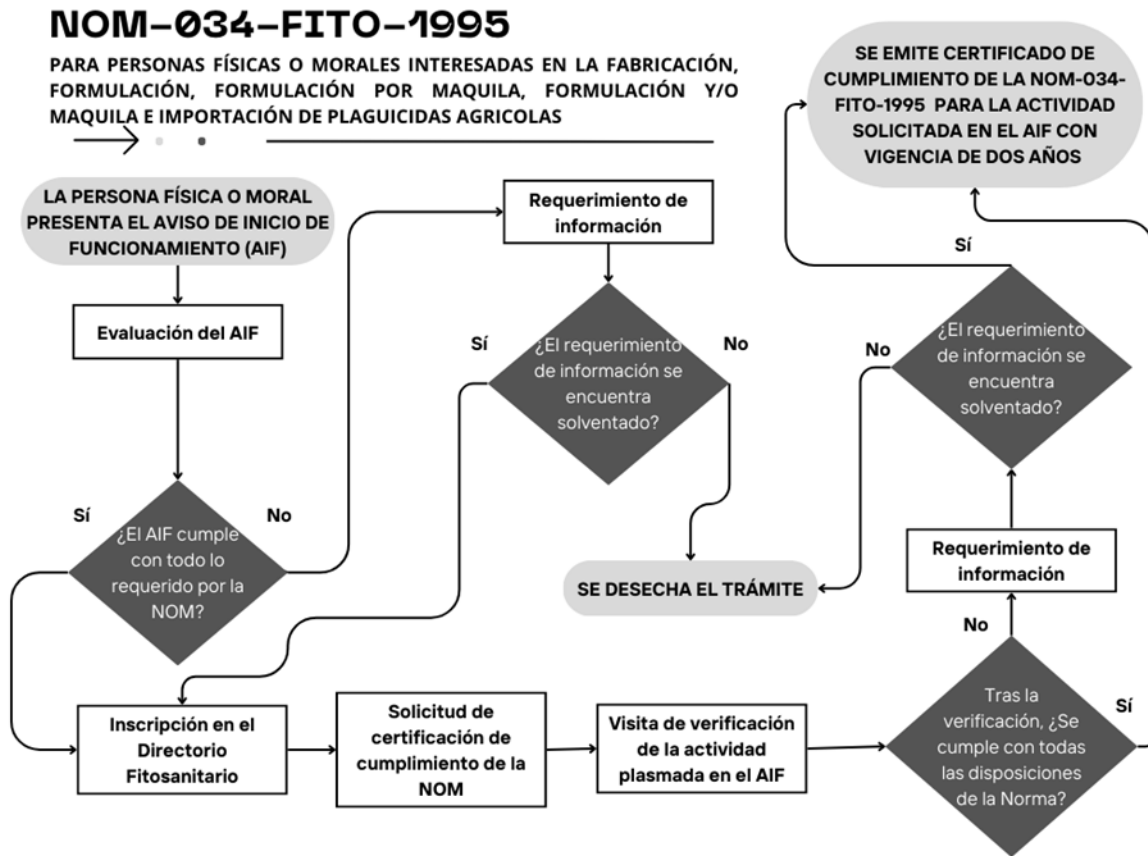 NOM-034-FITO-1995
PARA PERSONAS FÍSICAS O MORALES INTERESADAS EN LA FABRICACIÓN,
FORMULACIÓN, FORMULACIÓN POR MAQUILA, FORMULACIÓN Y/O
MAQUILA E IMPORTACIÓN DE PLAGUICIDAS AGRICOLAS
LA PERSONA FÍSICA O MORAL
PRESENTA EL AVISO DE INICIO DE
FUNCIONAMIENTO (AIF)
Evaluación del AIF
Sí
No
¿El AIF cumple
con todo lo
requerido por la
NOM?
Requerimiento de
información
Sí
No
¿El requerimiento
de información se
encuentra
solventado?
SE DESECHA EL TRÁMITE
Inscripción en el
Directorio
Fitosanitario
Solicitud de
certificación de
cumplimiento de la
NOM
Visita de verificación
de la actividad
plasmada en el AIF
Tras la
verificación, ¿Se
cumple con todas
las disposiciones
de la Norma?
No
Sí
Requerimiento de
información
¿El requerimiento
de información se
encuentra
solventado?
No
Sí
SE EMITE CERTIFICADO DE
CUMPLIMIENTO DE LA NOM-034-
FITO-1995 PARA LA ACTIVIDAD
SOLICITADA EN EL AIF CON
VIGENCIA DE DOS AÑOS